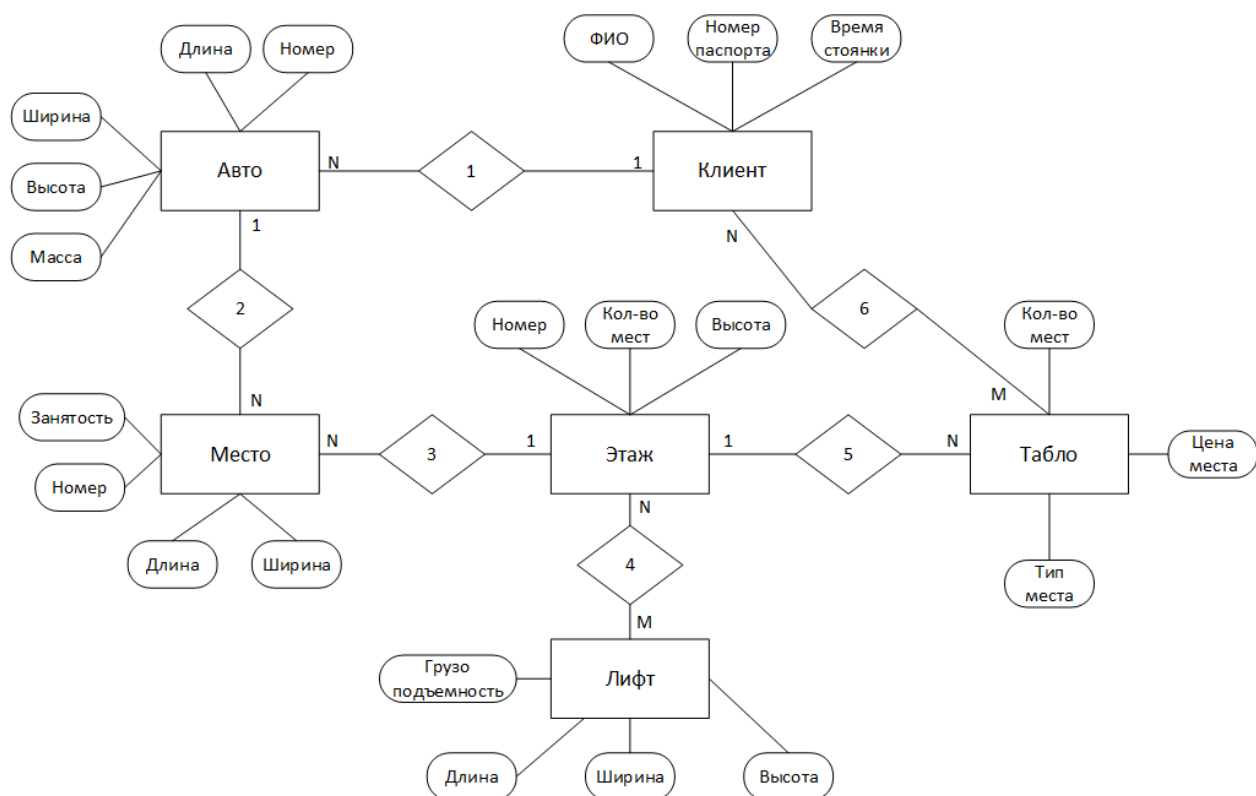 Длина
Номер
ФИО
Номер
паспорта
Время
стоянки
Ширина
Авто
N
1
1
Клиент
Высота
Масса
1
N
2
6
Номер
Кол-во
мест
Высота
Кол-во
мест
N
M
Занятость
Место
N
3
1
Этаж
1
5
N
Табло
Цена
места
Номер
N
Длина
Ширина
4
Тип
места
M
Грузо
подъемность
Лифт
Длина
Ширина
Высота